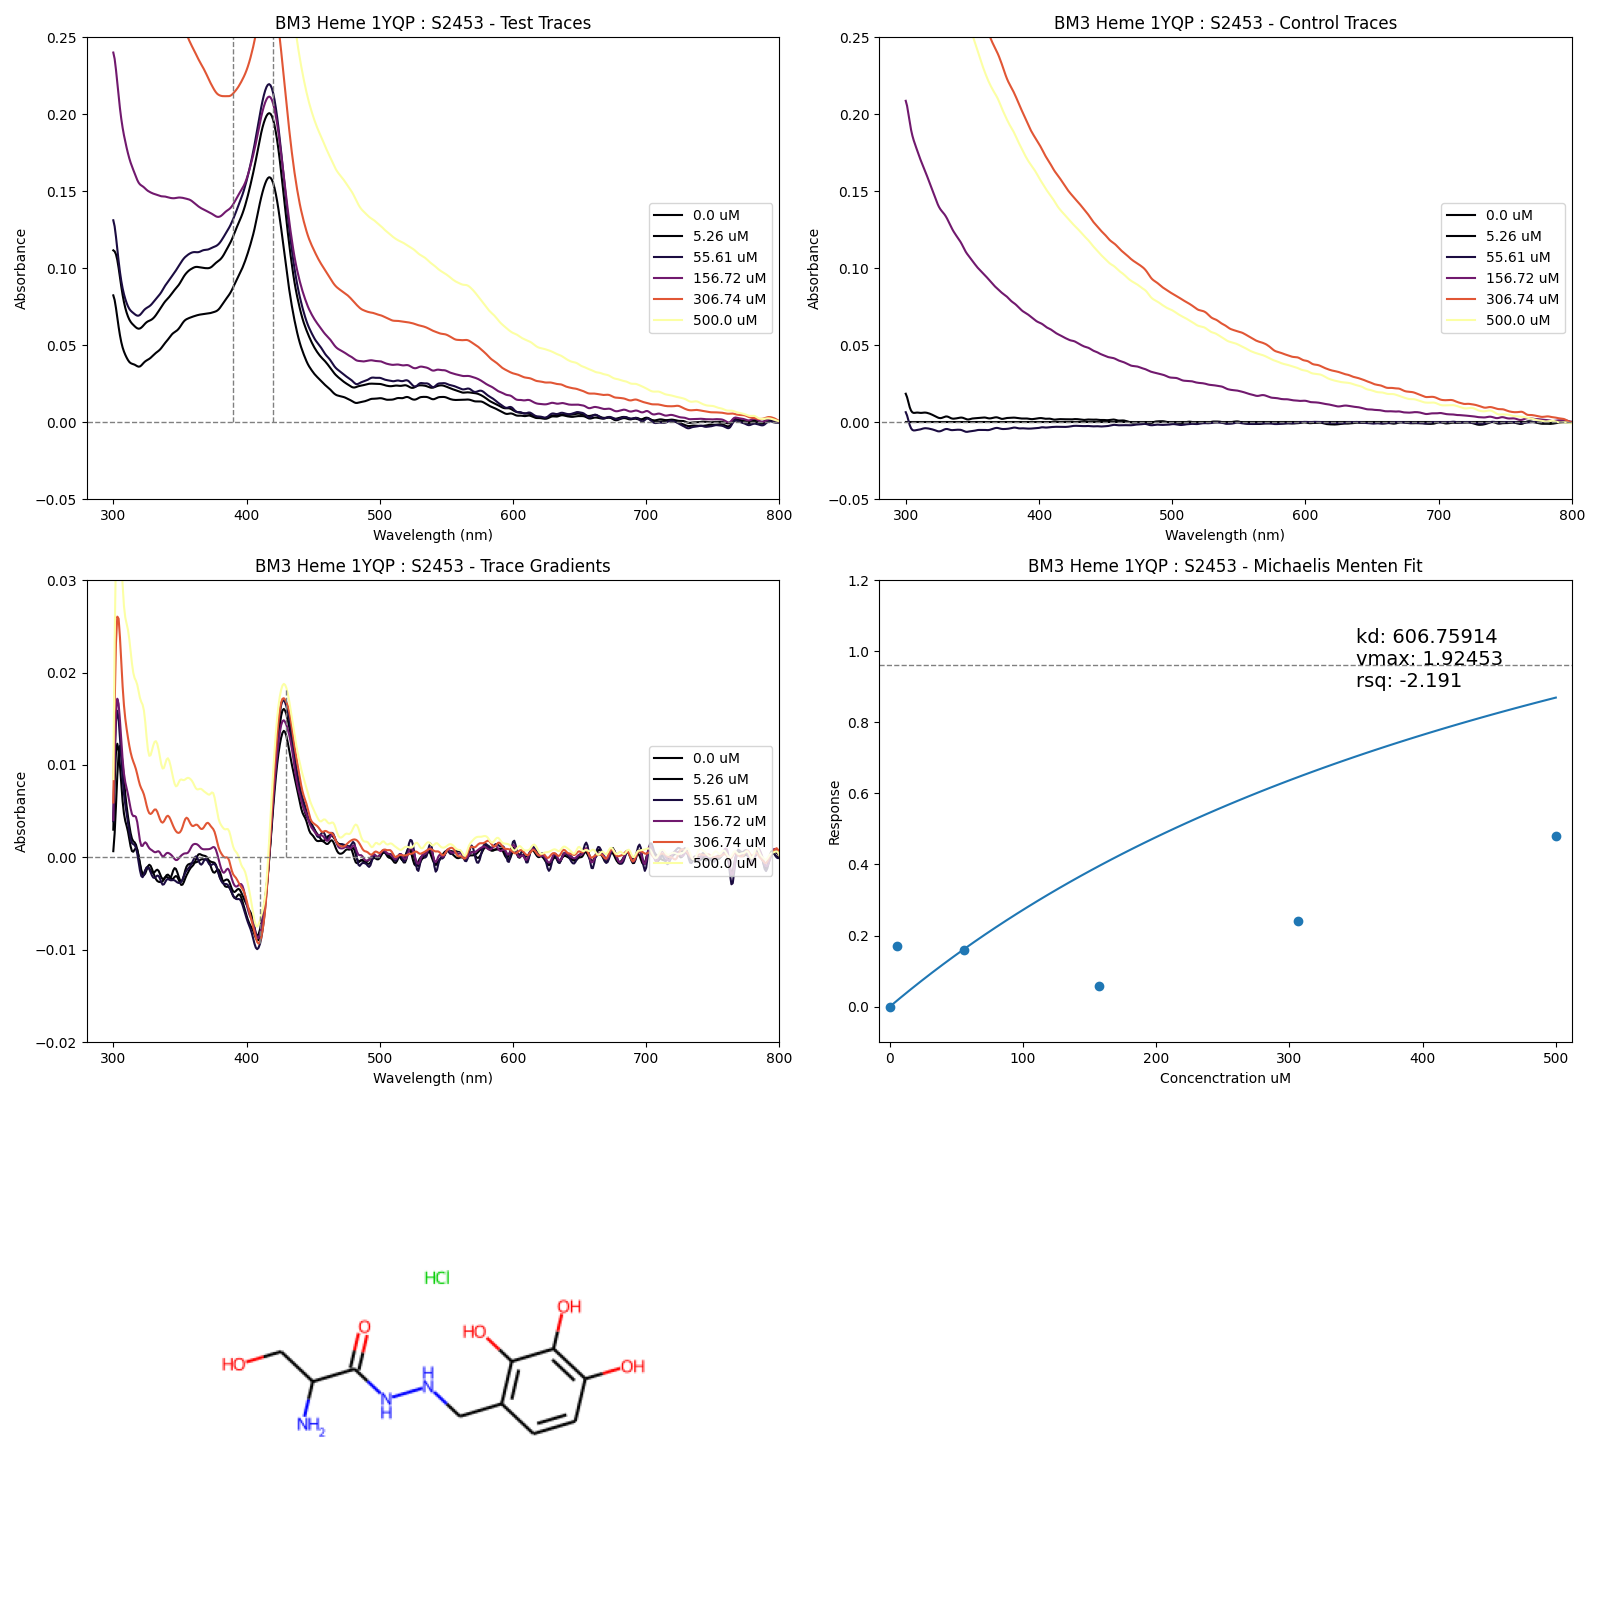 BM3 Heme 1YQP : S2453 - Test Traces
0.25
0.20
0.15
0.10
0.05
0.00
−0.05
Absorbance
300
400
500
600
700
800
Wavelength (nm)
0.0 uM
5.26 uM
55.61 uM
156.72 uM
306.74 uM
500.0 uM
BM3 Heme 1YQP : S2453 - Control Traces
0.25
0.20
0.15
0.10
0.05
0.00
−0.05
Absorbance
300
400
500
600
700
800
Wavelength (nm)
0.0 uM
5.26 uM
55.61 uM
156.72 uM
306.74 uM
500.0 uM
BM3 Heme 1YQP : S2453 - Trace Gradients
0.03
0.02
0.01
0.00
−0.01
−0.02
Absorbance
300
400
500
600
700
800
Wavelength (nm)
0.0 uM
5.26 uM
55.61 uM
156.72 uM
306.74 uM
500.0 uM
BM3 Heme 1YQP : S2453 - Michaelis Menten Fit
1.2
1.0
0.8
0.6
0.4
0.2
0.0
Response
0
100
200
300
400
500
Concenctration uM
kd: 606.75914
vmax: 1.92453
rsq: -2.191
HCl
OH
O
HO
HO
OH
H
N
N
H
NH2